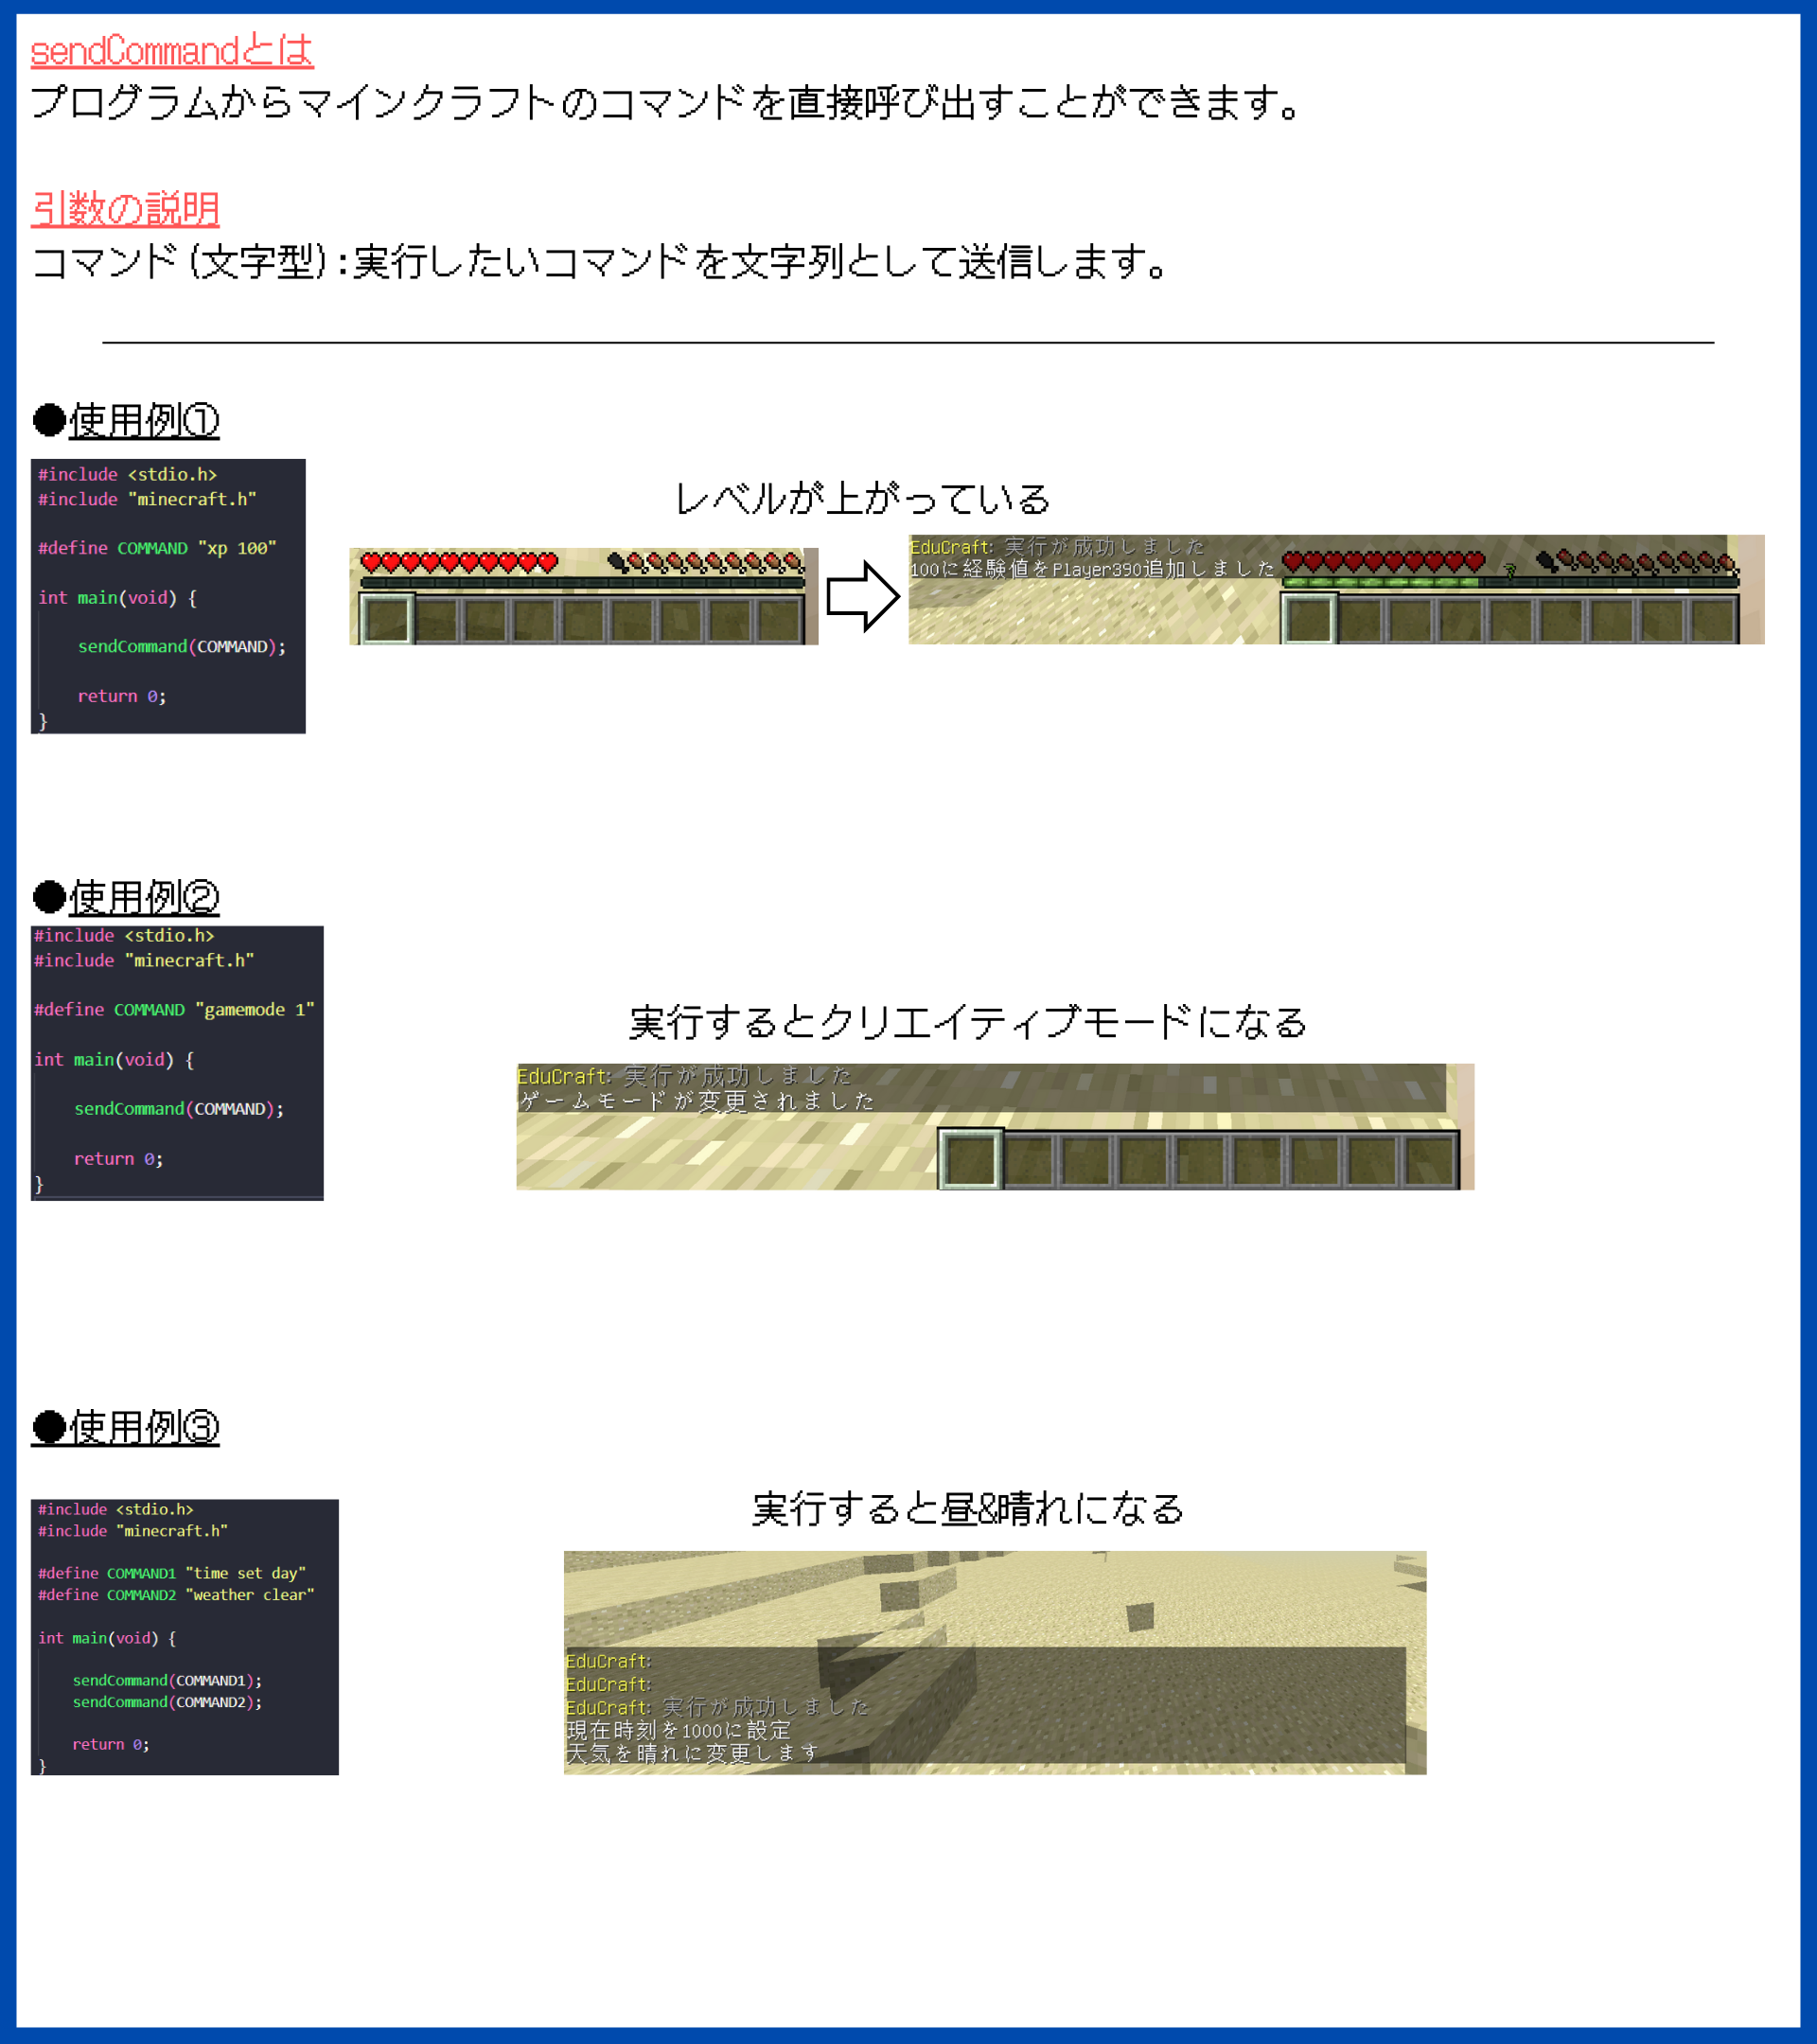 sendCommandとは
プログラムからマインクラフトのコマンドを直接呼び出すことができます。
引数の説明
コマンド(文字型):実行したいコマンドを文字列として送信します。
●使用例①
#include <stdio.h>
#include "minecraft.h"
#define COMMAND "xp 100"
int main(void) {
sendCommand(COMMAND);
return 0;
}
レベルが上がっている
EduCraft: 実行が成功しました
100に経験値をPlayer390追加しました
●使用例②
#include <stdio.h>
#include "minecraft.h"
#define COMMAND "gamemode 1"
int main(void) {
sendCommand(COMMAND);
return 0;
}
実行するとクリエイティブモードになる
EduCraft: 実行が成功しました
ゲームモードが変更されました
●使用例③
#include <stdio.h>
#include "minecraft.h"
#define COMMAND1 "time set day"
#define COMMAND2 "weather clear"
int main(void) {
sendCommand(COMMAND1);
sendCommand(COMMAND2);
return 0;
}
実行すると昼&晴れになる
EduCraft:
EduCraft:
EduCraft: 実行が成功しました
現在時刻を1000に設定
天気を晴れに変更します